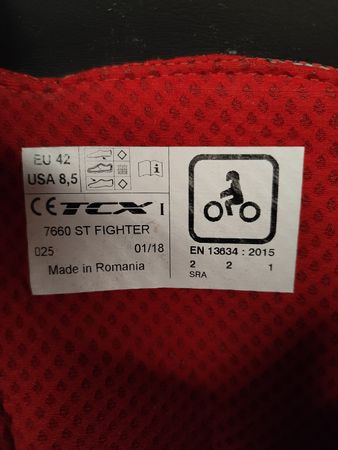 EU 42
USA 8,5
CE TCX I
7660 ST FIGHTER
025 01/18
Made in Romania
EN 13634 : 2015
2 2 1
SRA